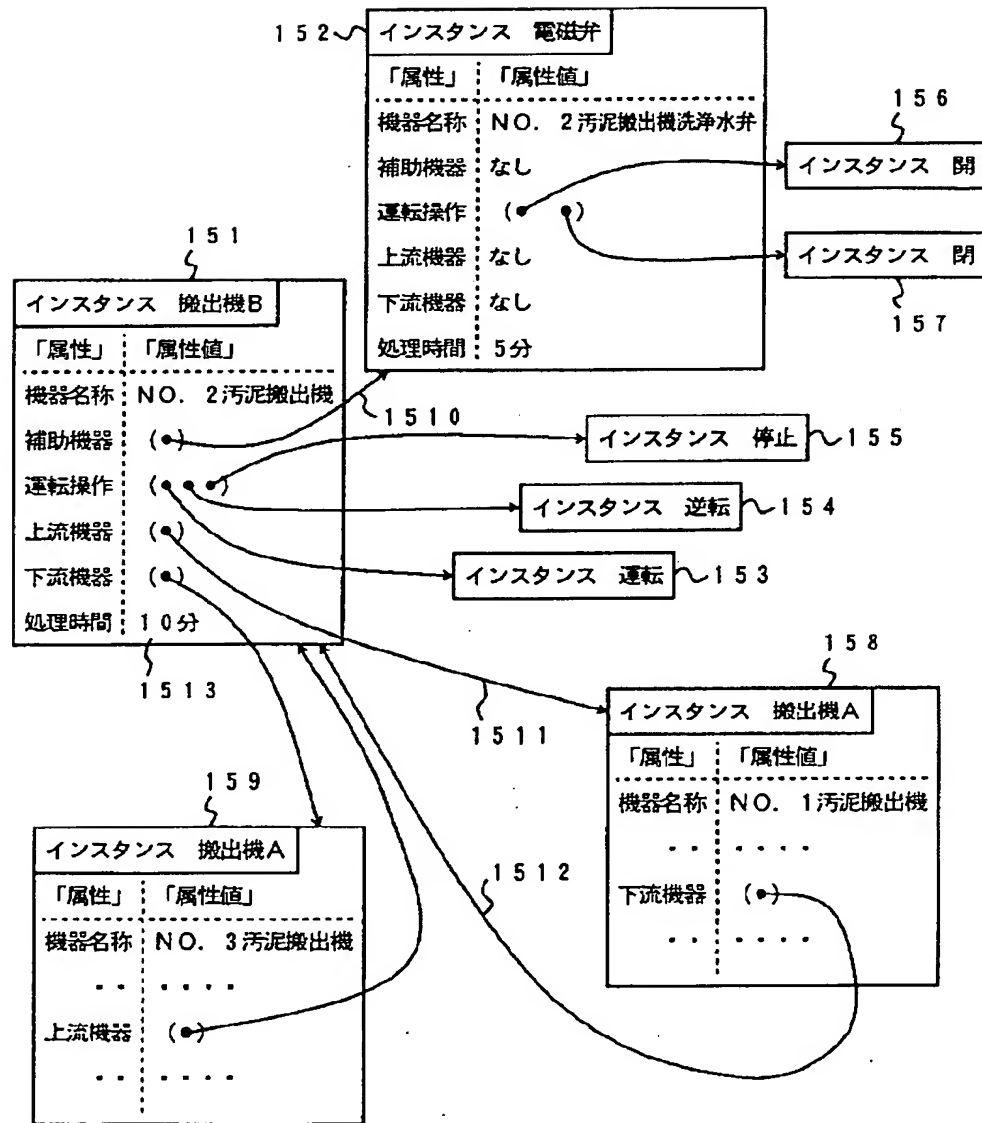 152
インスタンス 電磁弁
「属性」 「属性値」
機器名称 NO. 2汚泥搬出機洗浄水弁
補助機器 なし
運転操作 (● ●)
上流機器 なし
下流機器 なし
処理時間 5分
156
インスタンス 開
インスタンス 閉
157
151
インスタンス 搬出機B
「属性」 「属性値」
機器名称 NO. 2汚泥搬出機
補助機器 (●)
運転操作 (● ● ●)
上流機器 (●)
下流機器 (●)
処理時間 10分
1510
インスタンス 停止 155
インスタンス 逆転 154
インスタンス 運転 153
1513
1511
158
インスタンス 搬出機A
「属性」 「属性値」
機器名称 NO. 1汚泥搬出機
・・ ・・・・
下流機器 (●)
・・ ・・・・
1512
159
インスタンス 搬出機A
「属性」 「属性値」
機器名称 NO. 3汚泥搬出機
・・ ・・・・
上流機器 (●)
・・ ・・・・